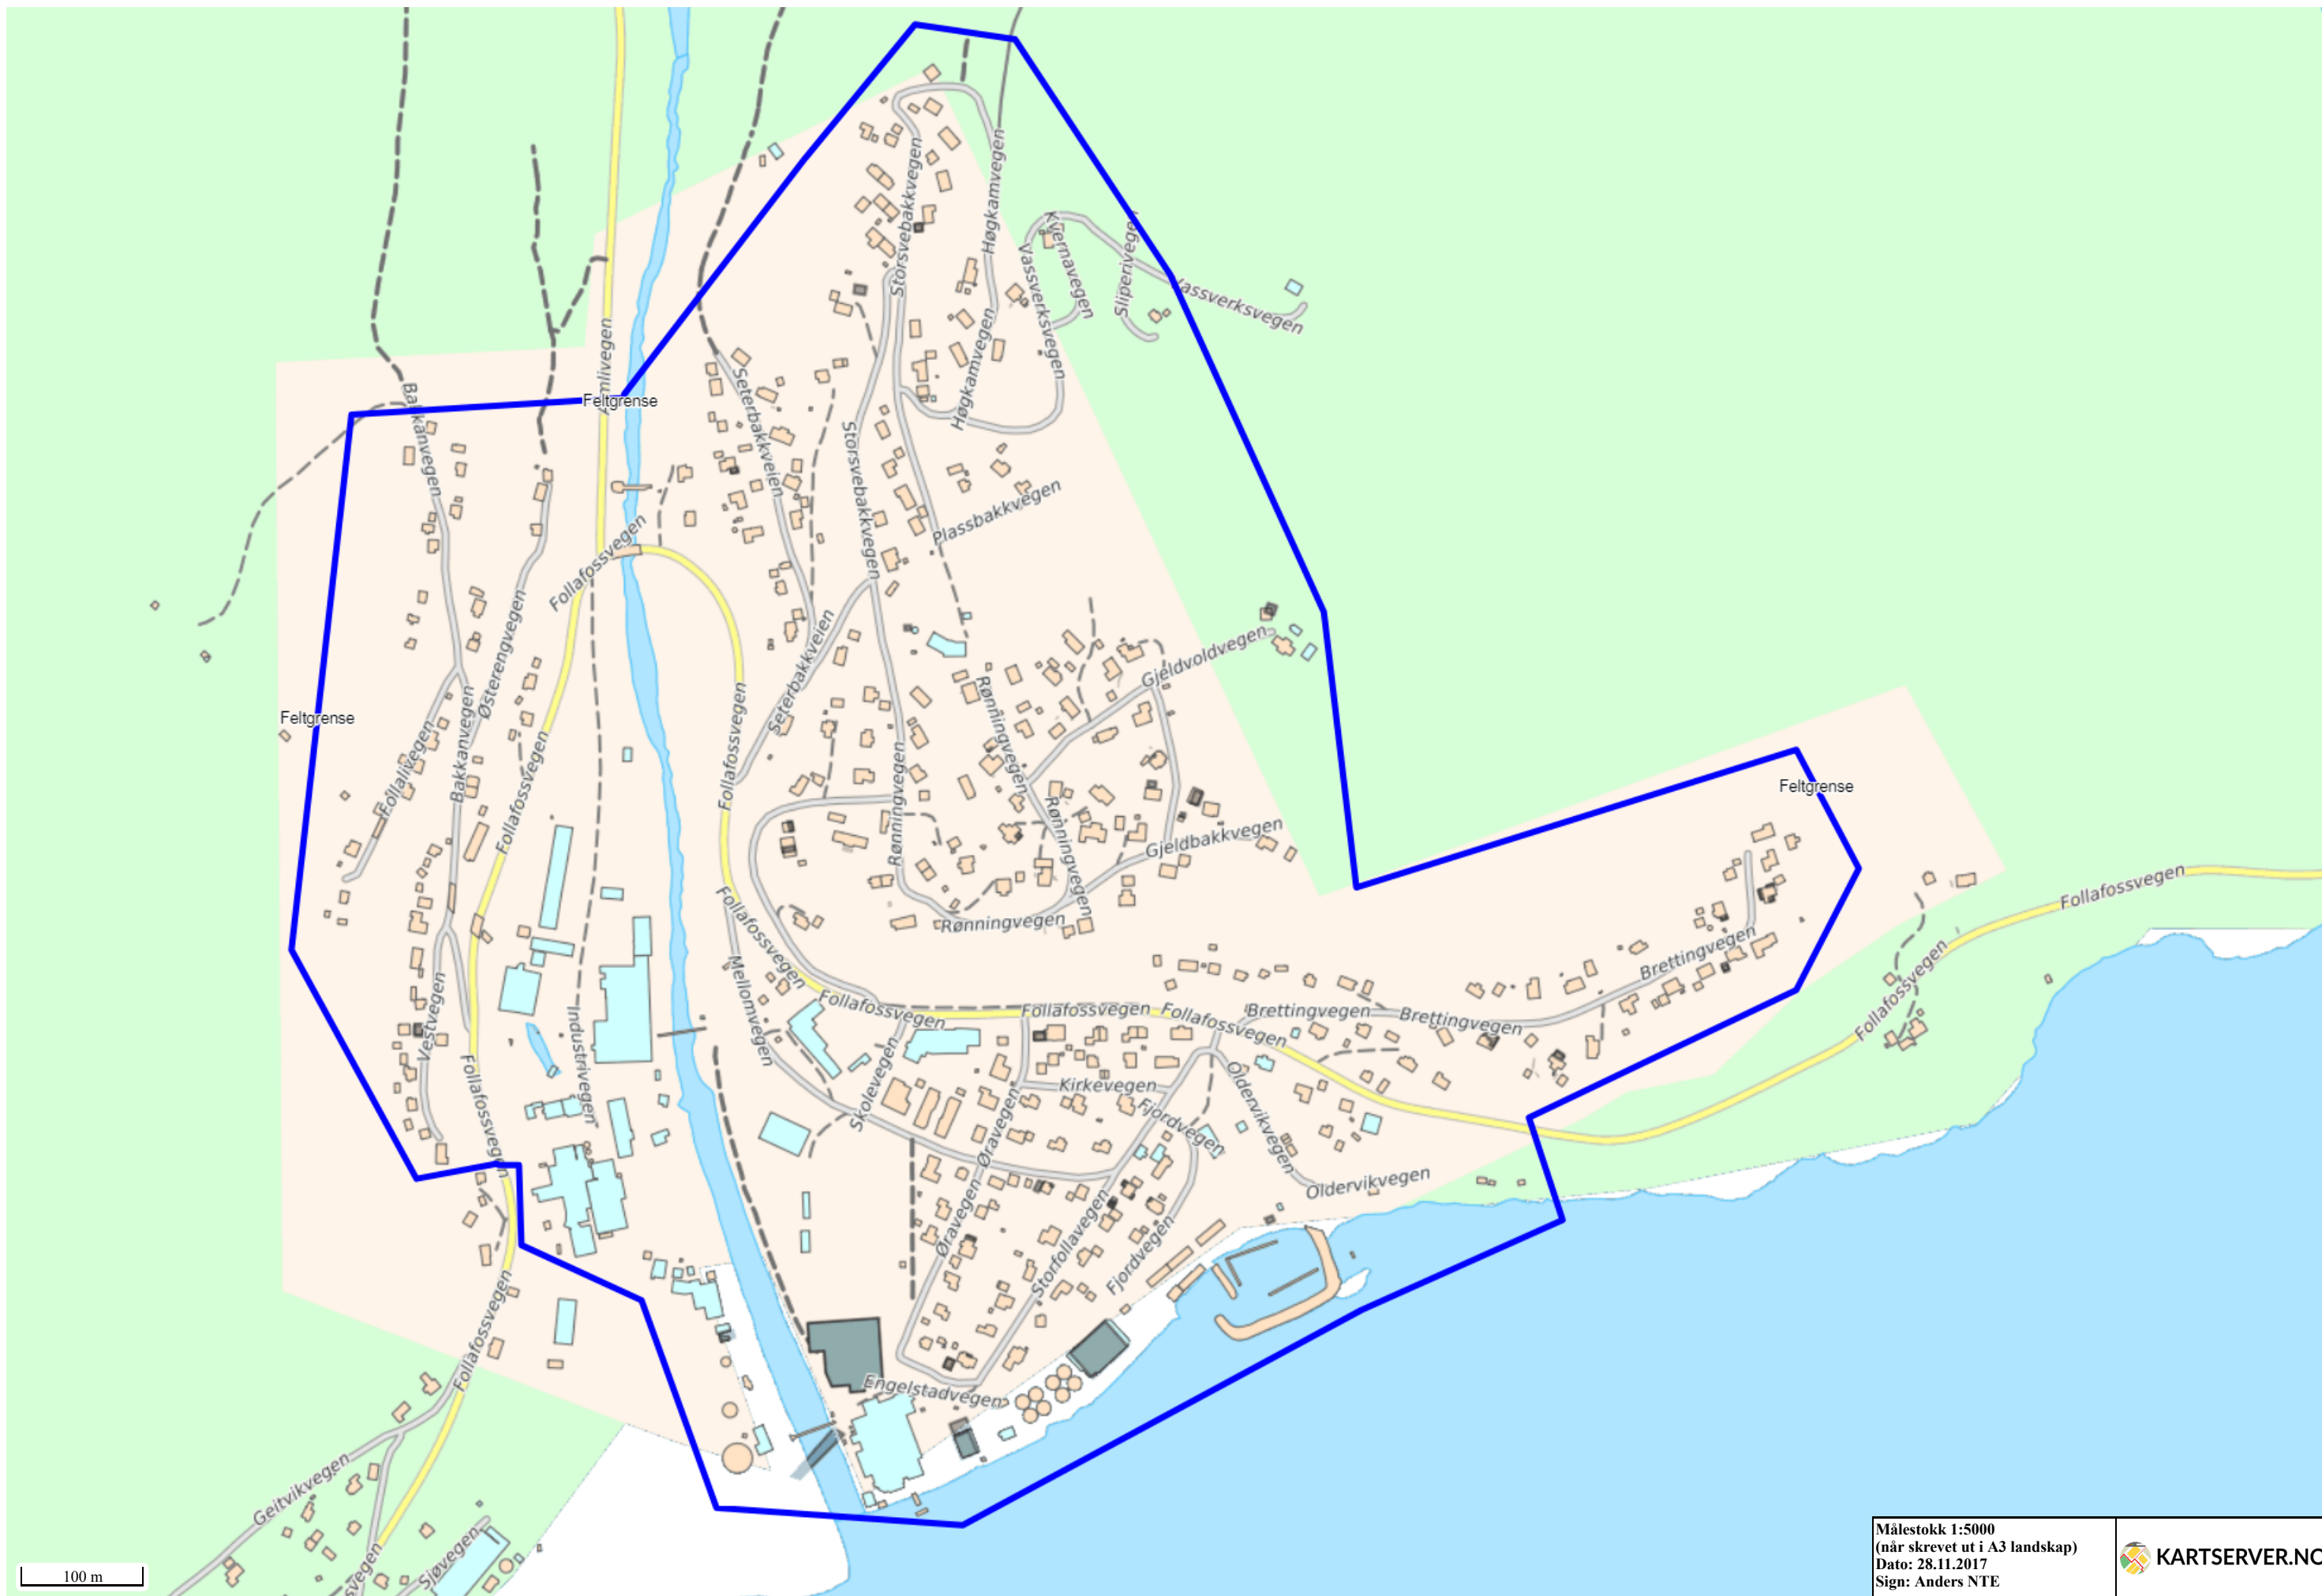 Storsvebakkvegen
Høgkamvegen
Kvernavegen
Vassverksvegen
Sliperivegen
Vassverksvegen
Høgkamvegen
Feltgrense
Bakkanvegen
Seterbakkveien
Storsvebakkvegen
Plassbakkvegen
Follafossvegen
Østerengvegen
Seterbakkveien
Gjeldvoldvegen
Feltgrense
Follalivegen
Bakkanvegen
Follafossvegen
Follafossvegen
Rønningvegen
Rønningvegen
Feltgrense
Rønningvegen
Gjeldbakkvegen
Follafossvegen
Rønningvegen
Follafossvegen
Brettingvegen
Follafossvegen
Vestvegen
Industrivegen
Mellomvegen
Follafossvegen
Follafossvegen
Follafossvegen
Brettingvegen
Brettingvegen
Follafossvegen
Skolevegen
Kirkevegen
Fjordvegen
Oldervikvegen
Øravegen
Oldervikvegen
Øravegen
Storfollavegen
Fjordvegen
Follafossvegen
Engelstadvegen
Geitvikvegen
Sjøvegen
100 m
Målestokk 1:5000
(når skrevet ut i A3 landskap)
Dato: 28.11.2017
Sign: Anders NTE
KARTSERVER.NO